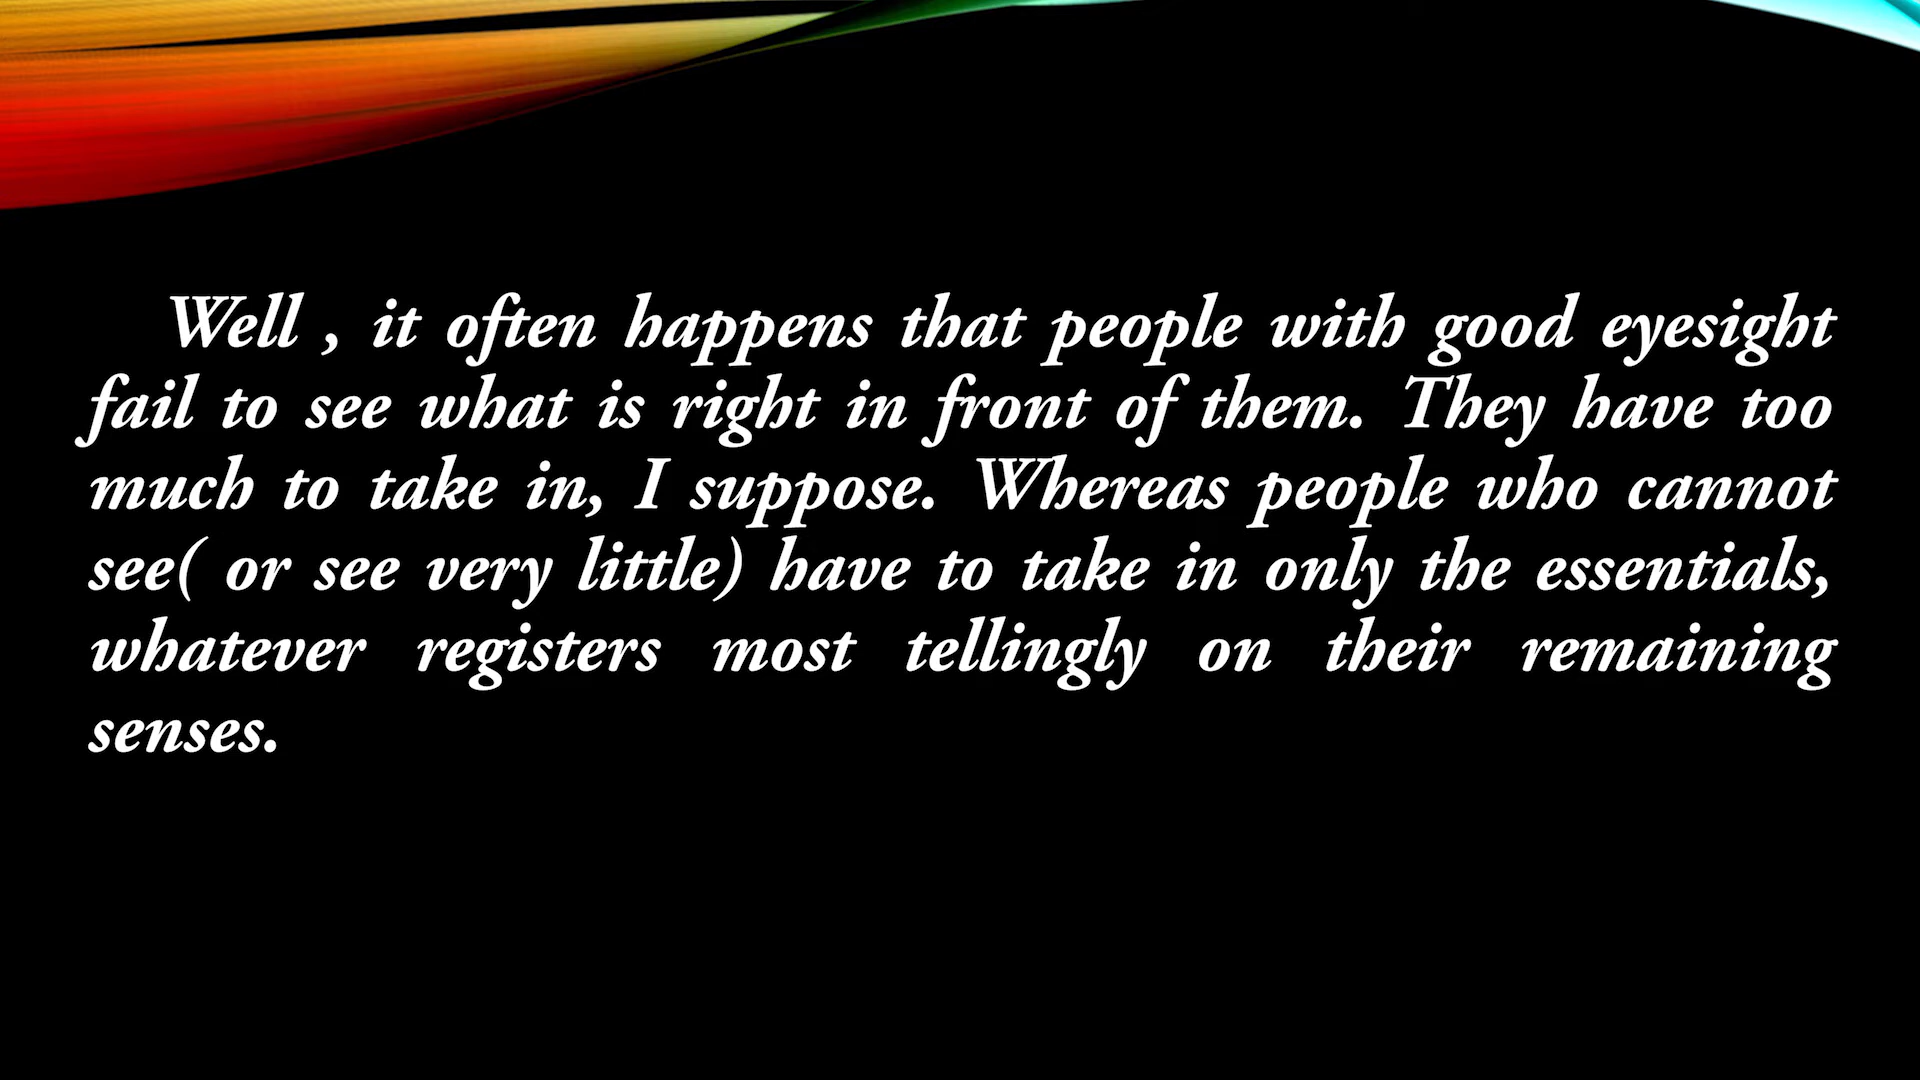 Well , it often happens that people with good eyesight
fail to see what is right in front of them. They have too
much to take in, I suppose. Whereas people who cannot
see( or see very little) have to take in only the essentials,
whatever registers most tellingly on their remaining
senses.